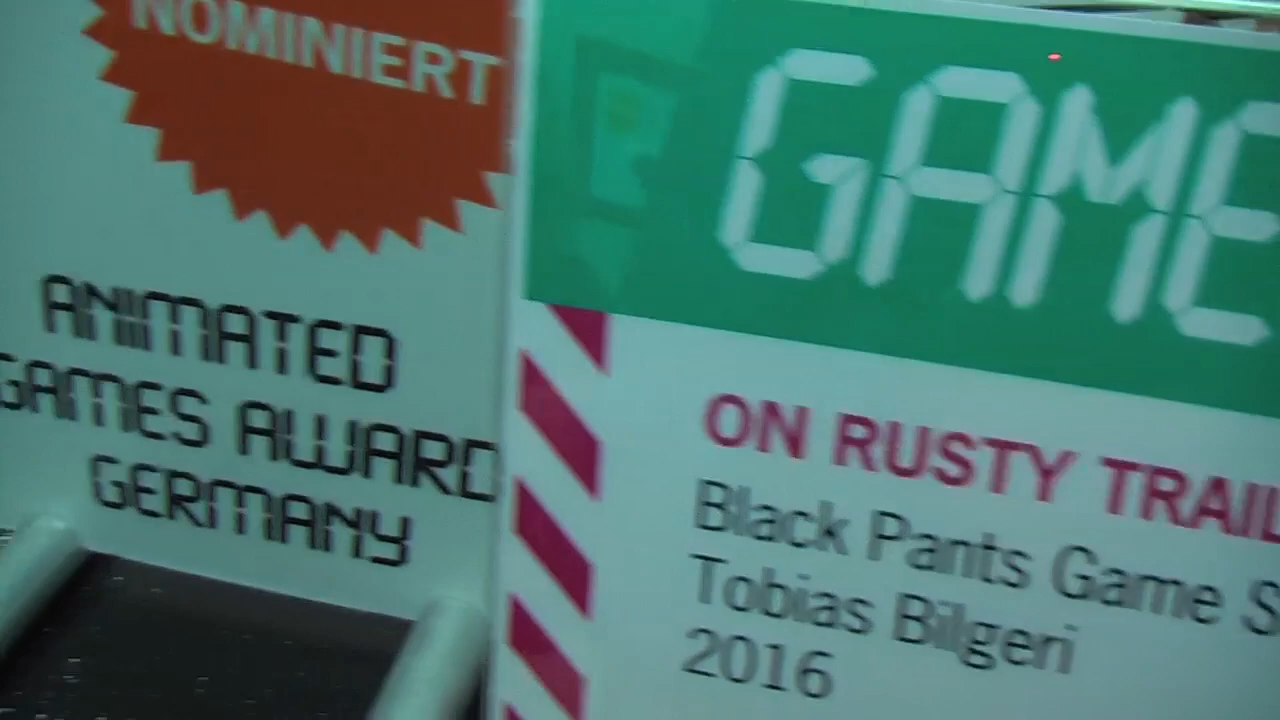 NOMINIERT
ANIMATED
GAMES AWARD
GERMANY
GAME
ON RUSTY TRAIL
Black Pants Game S
Tobias Bilgeri
2016